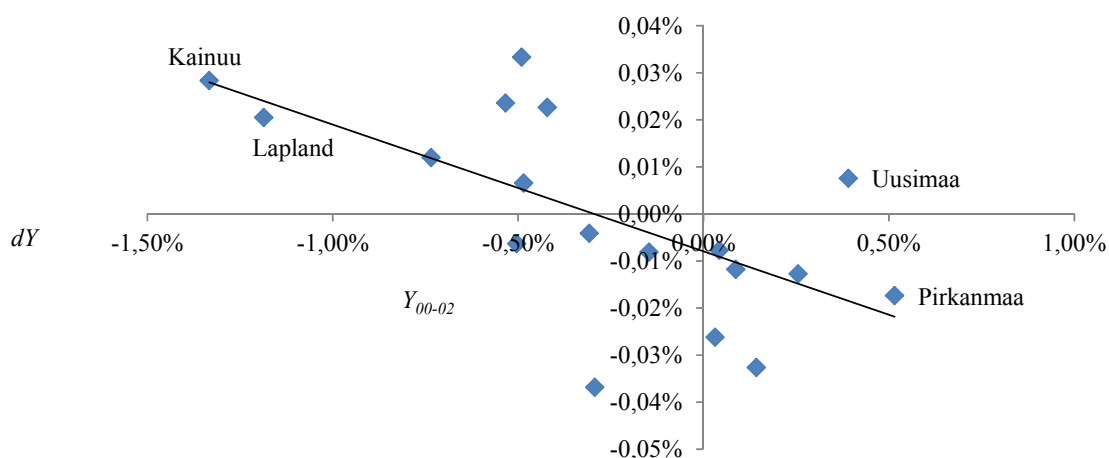 0,04%
Kainuu
0,03%
0,02%
Lapland
0,01%
Uusimaa
0,00%
dY
-1,50% -1,00% -0,50% 0,00% 0,50% 1,00%
-0,01%
Y00-02
Pirkanmaa
-0,02%
-0,03%
-0,04%
-0,05%